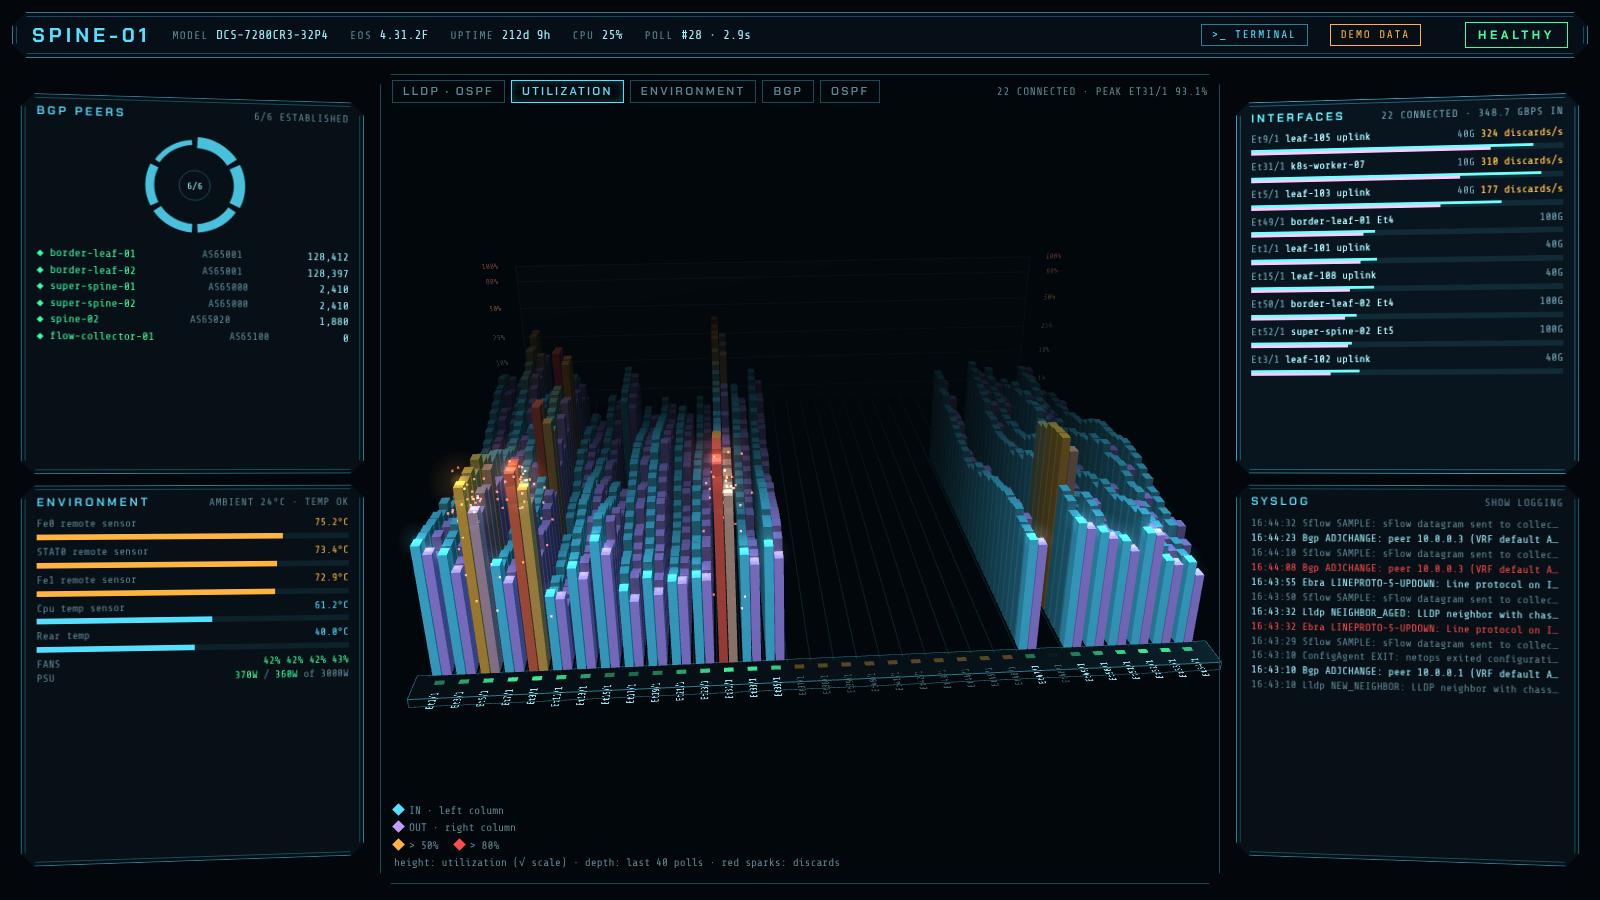 SPINE-01 MODEL DCS-7280CR3-32P4 EOS 4.31.2F UPTIME 212d 9h CPU 25% POLL #28 · 2.9s >_ TERMINAL DEMO DATA HEALTHY
BGP PEERS 6/6 ESTABLISHED
6/6
◆ border-leaf-01 AS65001 128,412
◆ border-leaf-02 AS65001 128,397
◆ super-spine-01 AS65000 2,410
◆ super-spine-02 AS65000 2,410
◆ spine-02 AS65020 1,880
◆ flow-collector-01 AS65100 0
ENVIRONMENT AMBIENT 24°C · TEMP OK
Fe0 remote sensor 75.2°C
STAT0 remote sensor 73.4°C
Fe1 remote sensor 72.9°C
Cpu temp sensor 61.2°C
Rear temp 40.0°C
FANS 42% 42% 42% 43%
PSU 370W / 360W of 3000W
LLDP · OSPF UTILIZATION ENVIRONMENT BGP OSPF 22 CONNECTED · PEAK ET31/1 93.1%
100% 100%
80% 80%
50% 50%
25% 25%
10% 10%
◆ IN · left column
◆ OUT · right column
◆ > 50% ◆ > 80%
height: utilization (√ scale) · depth: last 40 polls · red sparks: discards
INTERFACES 22 CONNECTED · 348.7 GBPS IN
Et9/1 leaf-105 uplink 40G 324 discards/s
Et31/1 k8s-worker-07 10G 310 discards/s
Et5/1 leaf-103 uplink 40G 177 discards/s
Et49/1 border-leaf-01 Et4 100G
Et1/1 leaf-101 uplink 40G
Et15/1 leaf-108 uplink 40G
Et50/1 border-leaf-02 Et4 100G
Et52/1 super-spine-02 Et5 100G
Et3/1 leaf-102 uplink 40G
SYSLOG SHOW LOGGING
16:44:32 Sflow SAMPLE: sFlow datagram sent to collec…
16:44:23 Bgp ADJCHANGE: peer 10.0.0.3 (VRF default A…
16:44:10 Sflow SAMPLE: sFlow datagram sent to collec…
16:44:08 Bgp ADJCHANGE: peer 10.0.0.3 (VRF default A…
16:43:55 Ebra LINEPROTO-5-UPDOWN: Line protocol on I…
16:43:50 Sflow SAMPLE: sFlow datagram sent to collec…
16:43:32 Lldp NEIGHBOR_AGED: LLDP neighbor with chas…
16:43:32 Ebra LINEPROTO-5-UPDOWN: Line protocol on I…
16:43:29 Sflow SAMPLE: sFlow datagram sent to collec…
16:43:10 ConfigAgent EXIT: netops exited configurati…
16:43:10 Bgp ADJCHANGE: peer 10.0.0.1 (VRF default A…
16:43:10 Lldp NEW_NEIGHBOR: LLDP neighbor with chass…